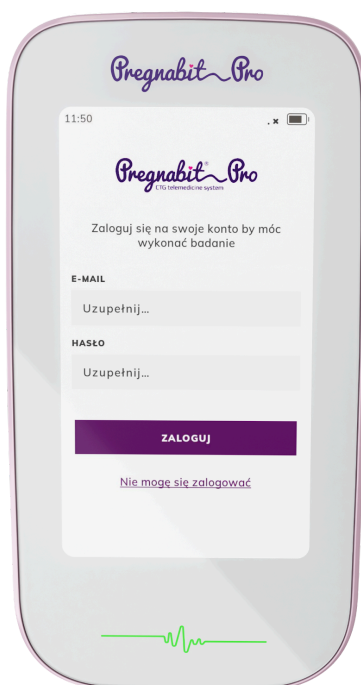 Pregnabit Pro
11:50
Pregnabit® Pro
CTG telemedicine system
Zaloguj się na swoje konto by móc
wykonać badanie
E-MAIL
Uzupełnij...
HASŁO
Uzupełnij...
ZALOGUJ
Nie mogę się zalogować